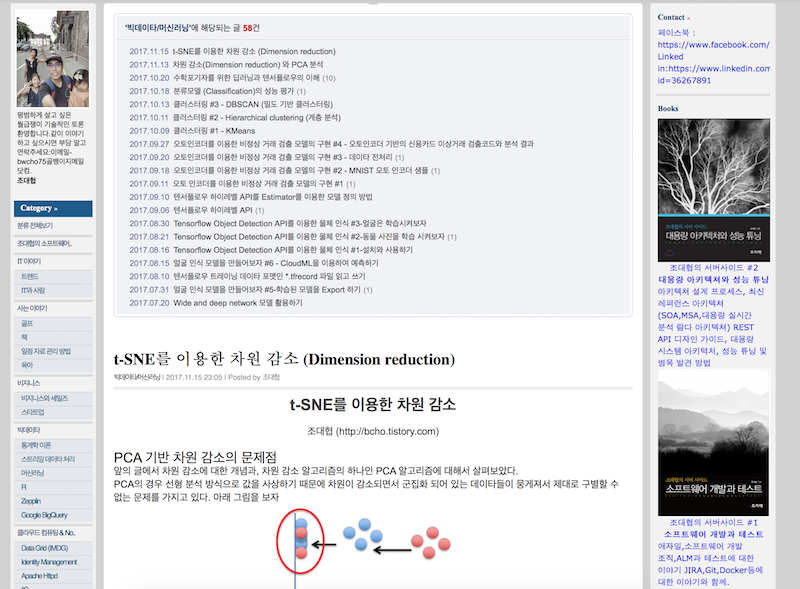 평범하게 살고 싶은
월급쟁이 기술적인 토론
환영합니다.같이 이야기
하고 싶으시면 부담 말고
연락주세요:이메일-
bwcho75골뱅이지메일
닷컴.
조대협
Category »
분류 전체보기
조대협의 소프트웨어..
IT 이야기
트렌드
IT와 사람
사는 이야기
골프
책
일정 자료 관리 방법
육아
비지니스
비지니스와 세일즈
스타트업
빅데이타
통계학 이론
스트리밍 데이타 처리
머신러닝
R
Zepplin
Google BigQuery
클라우드 컴퓨팅 & No..
Data Grid (IMDG)
Identity Management
Apache Httpd
'빅데이타/머신러닝'에 해당되는 글 58건
2017.11.15 t-SNE를 이용한 차원 감소 (Dimension reduction)
2017.11.13 차원 감소(Dimension reduction) 와 PCA 분석
2017.10.20 수학포기자를 위한 딥러닝과 텐서플로우의 이해 (10)
2017.10.18 분류모델 (Classification)의 성능 평가 (1)
2017.10.13 클러스터링 #3 - DBSCAN (밀도 기반 클러스터링)
2017.10.11 클러스터링 #2 - Hierarchical clustering (계층 분석)
2017.10.09 클러스터링 #1 - KMeans
2017.09.27 오토인코더를 이용한 비정상 거래 검출 모델의 구현 #4 - 오토인코더 기반의 신용카드 이상거래 검출코드와 분석 결과
2017.09.20 오토인코더를 이용한 비정상 거래 검출 모델의 구현 #3 - 데이타 전처리 (1)
2017.09.18 오토인코더를 이용한 비정상 거래 검출 모델의 구현 #2 - MNIST 오토 인코더 샘플 (1)
2017.09.11 오토 인코더를 이용한 비정상 거래 검출 모델의 구현 #1 (1)
2017.09.10 텐서플로우 하이레벨 API를 Estimator를 이용한 모델 정의 방법
2017.09.06 텐서플로우 하이레벨 API (1)
2017.08.30 Tensorflow Object Detection API를 이용한 물체 인식 #3-얼굴은 학습시켜보자
2017.08.21 Tensorflow Object Detection API를 이용한 물체 인식 #2-동물 사진을 학습 시켜보자 (1)
2017.08.16 Tensorflow Object Detection API를 이용한 물체 인식 #1-설치와 사용하기
2017.08.15 얼굴 인식 모델을 만들어보자 #6 - CloudML을 이용하여 예측하기
2017.08.10 텐서플로우 트레이닝 데이타 포맷인 *.tfrecord 파일 읽고 쓰기
2017.07.31 얼굴 인식 모델을 만들어보자 #5-학습된 모델을 Export 하기 (1)
2017.07.20 Wide and deep network 모델 활용하기
t-SNE를 이용한 차원 감소 (Dimension reduction)
빅데이타/머신러닝 | 2017.11.15 23:05 | Posted by 조대협
t-SNE를 이용한 차원 감소
조대협 (http://bcho.tistory.com)
PCA 기반 차원 감소의 문제점
앞의 글에서 차원 감소에 대한 개념과, 차원 감소 알고리즘의 하나인 PCA 알고리즘에 대해서 살펴보았다.
PCA의 경우 선형 분석 방식으로 값을 사상하기 때문에 차원이 감소되면서 군집화 되어 있는 데이타들이 뭉게져서 제대로 구별할 수
없는 문제를 가지고 있다. 아래 그림을 보자
Contact »
페이스북 :
https://www.facebook.com/
Linked
in:https://www.linkedin.com
id=36267891
Books
조대협의 서버 사이드
대용량 아키텍처와 성능 튜닝
조대협의 서버사이드 #2
대용량 아키텍쳐와 성능 튜닝
아키텍쳐 설계 프로세스, 최신
레퍼런스 아키텍쳐
(SOA,MSA,대용량 실시간
분석 람다 아키텍쳐) REST
API 디자인 가이드, 대용량
시스템 아키텍처, 성능 튜닝 및
병목 발견 방법
조대협의 서버 사이드
소프트웨어 개발과 테스트
조대협의 서버사이드 #1
소프트웨어 개발과 테스트
애자일,소프트웨어 개발
조직,ALM과 테스트에 대한
이야기 JIRA,Git,Docker등에
대한 이야기와 함께.